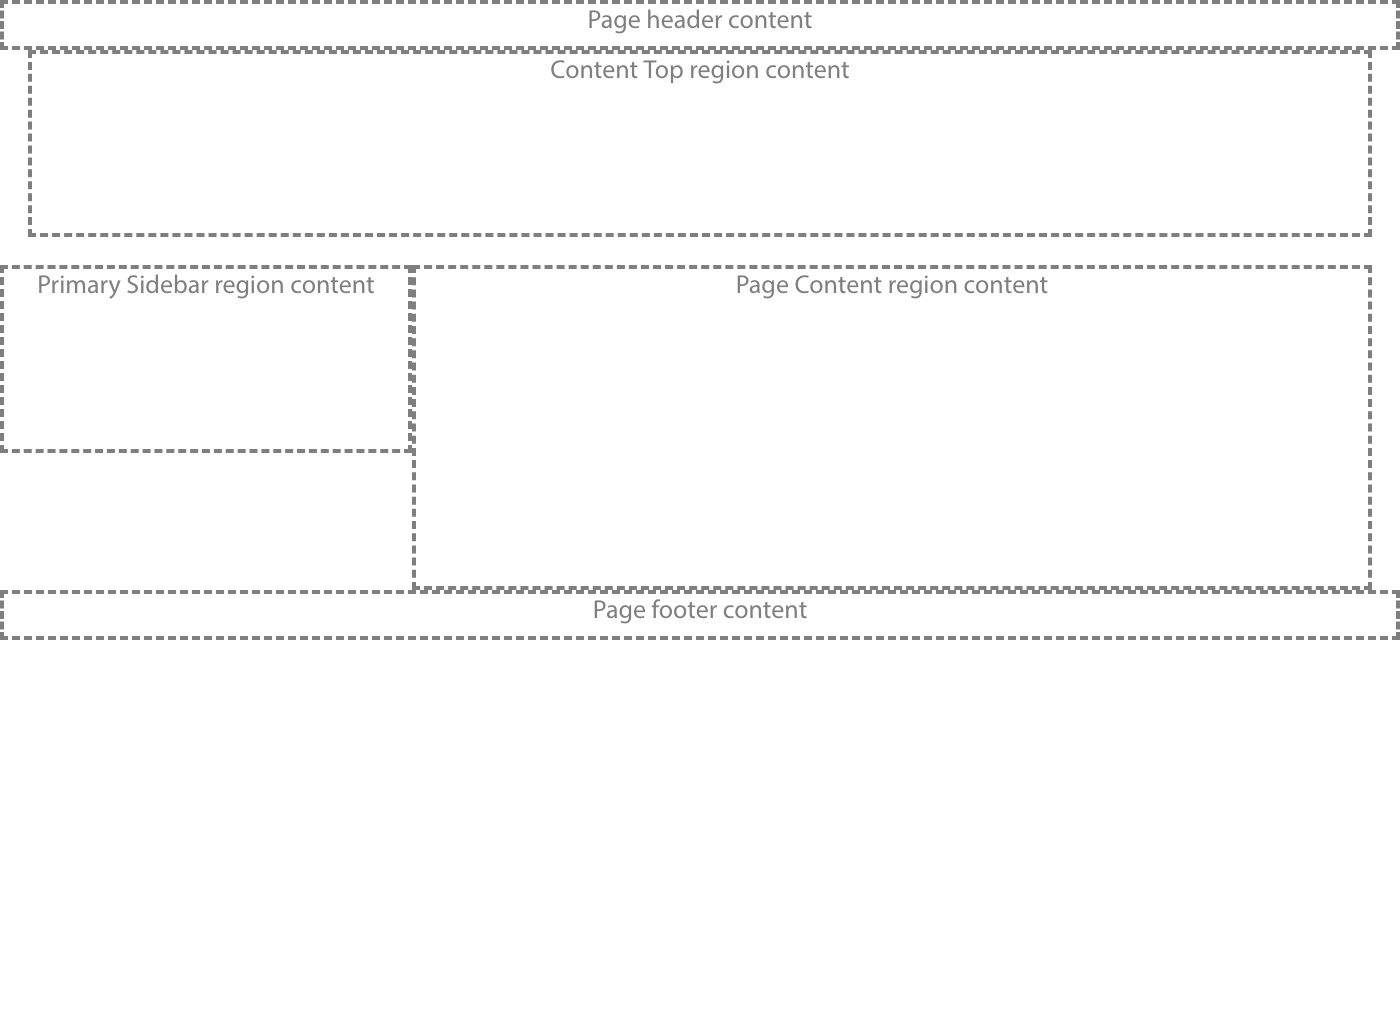 Page header content
Content Top region content
Primary Sidebar region content
Page Content region content
Page footer content